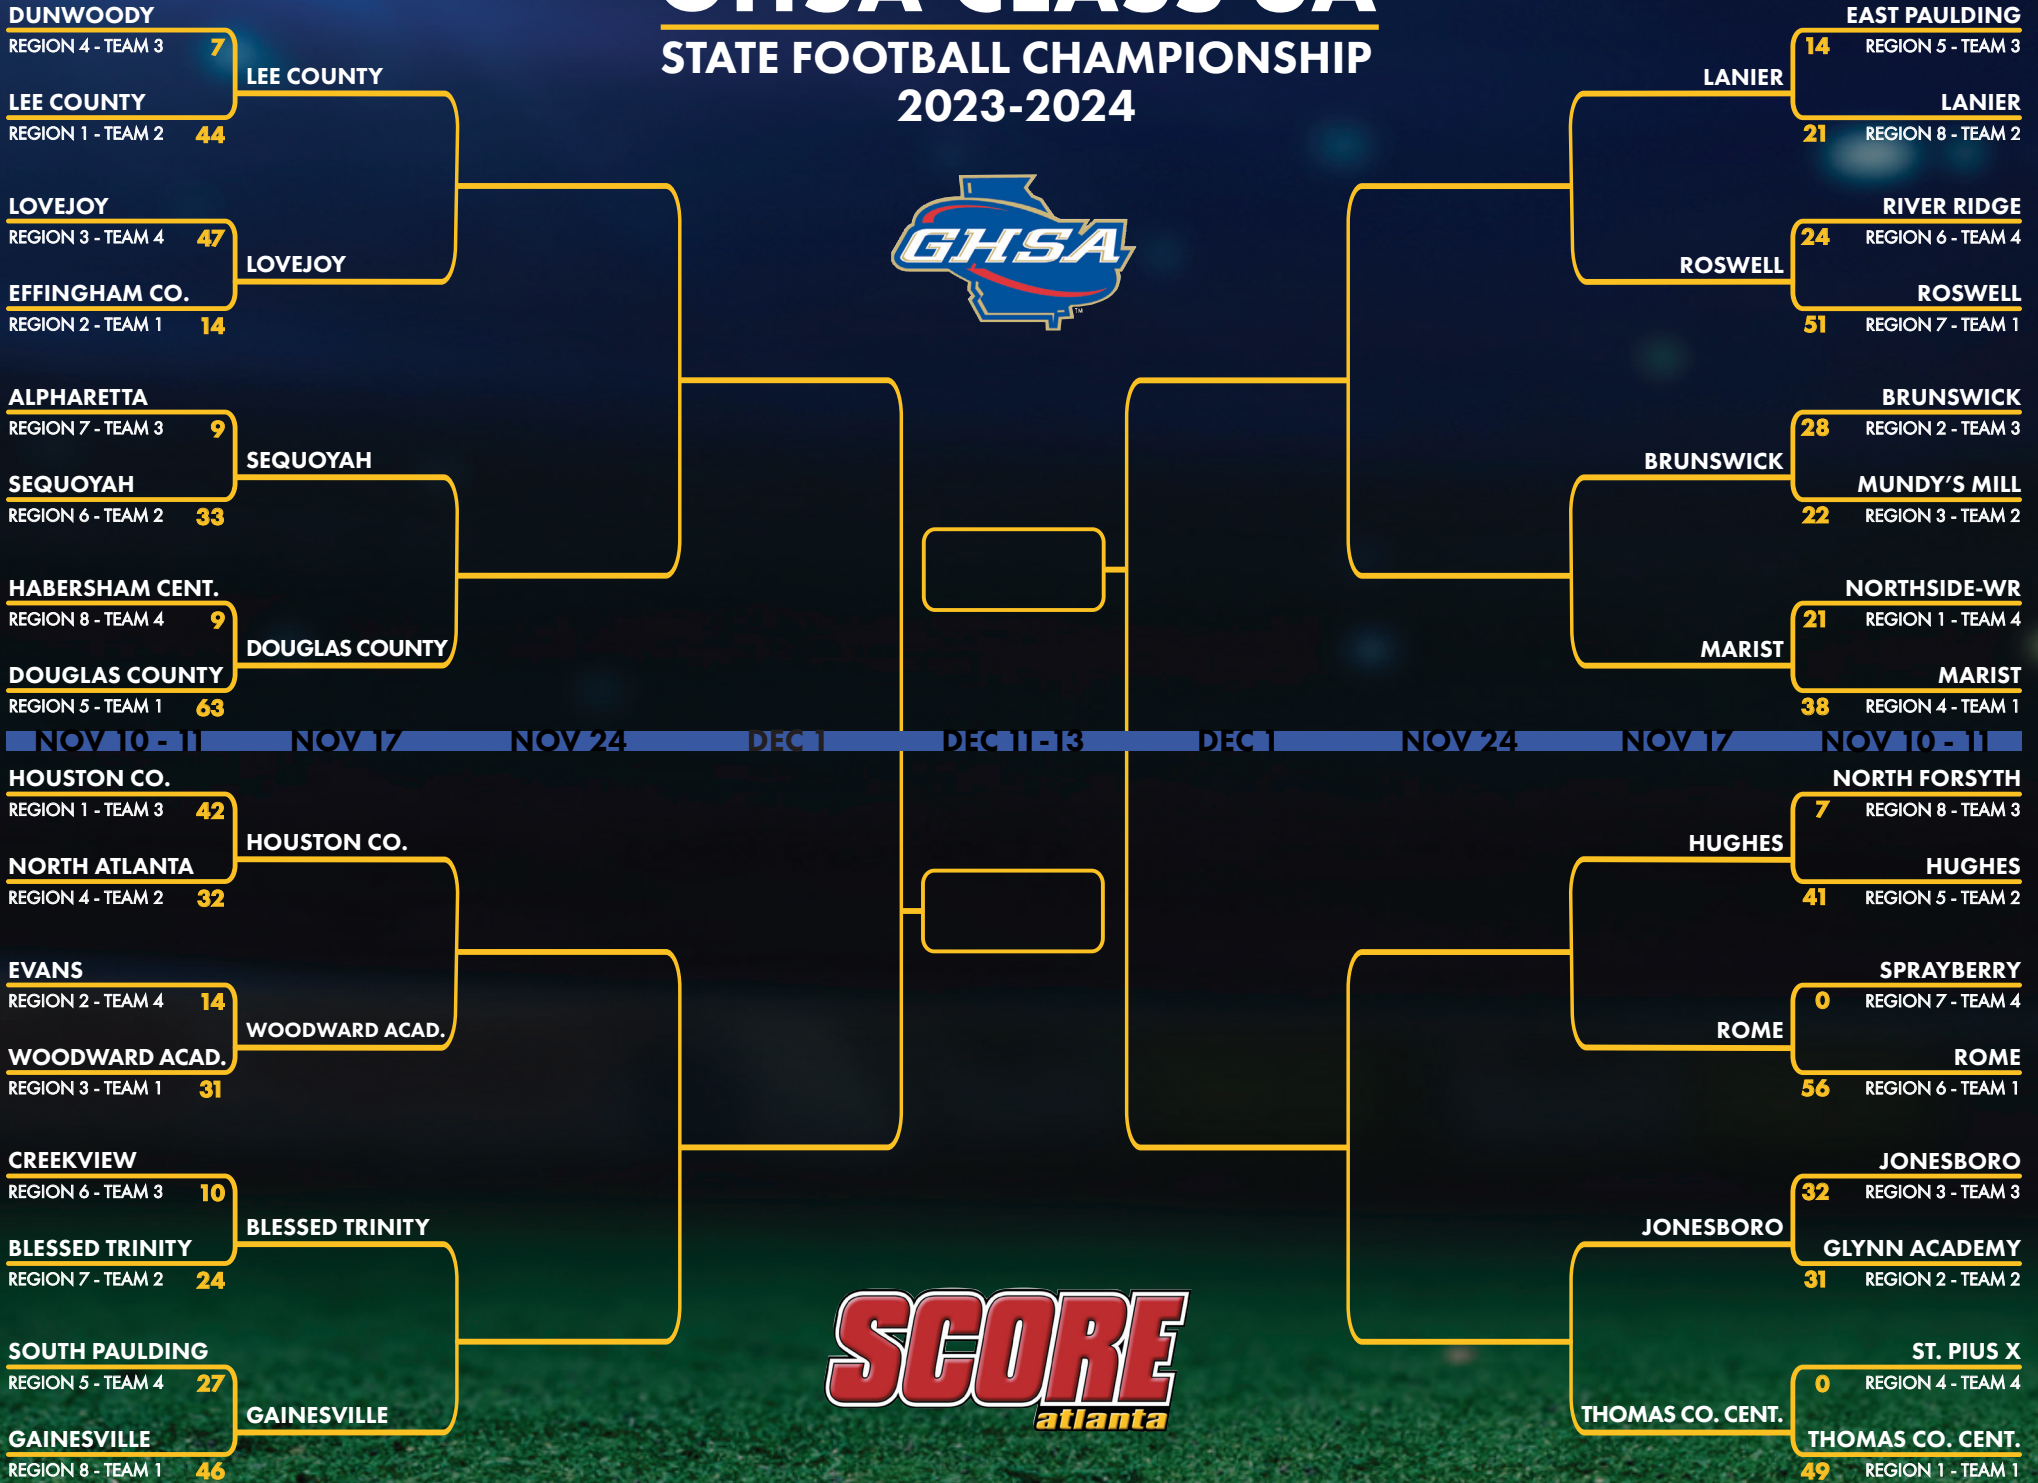 STATE FOOTBALL CHAMPIONSHIP
2023-2024
GHSA
TM
DUNWOODY
REGION 4 - TEAM 3 7
LEE COUNTY
LEE COUNTY
REGION 1 - TEAM 2 44
LOVEJOY
REGION 3 - TEAM 4 47
LOVEJOY
EFFINGHAM CO.
REGION 2 - TEAM 1 14
ALPHARETTA
REGION 7 - TEAM 3 9
SEQUOYAH
SEQUOYAH
REGION 6 - TEAM 2 33
HABERSHAM CENT.
REGION 8 - TEAM 4 9
DOUGLAS COUNTY
DOUGLAS COUNTY
REGION 5 - TEAM 1 63
EAST PAULDING
14 REGION 5 - TEAM 3
LANIER
LANIER
21 REGION 8 - TEAM 2
RIVER RIDGE
24 REGION 6 - TEAM 4
ROSWELL
ROSWELL
51 REGION 7 - TEAM 1
BRUNSWICK
28 REGION 2 - TEAM 3
BRUNSWICK
MUNDY'S MILL
22 REGION 3 - TEAM 2
NORTHSIDE-WR
21 REGION 1 - TEAM 4
MARIST
MARIST
38 REGION 4 - TEAM 1
NOV 10 - 11 NOV 17 NOV 24 DEC 1 DEC 11-13 DEC 1 NOV 24 NOV 17 NOV 10 - 11
HOUSTON CO.
REGION 1 - TEAM 3 42
HOUSTON CO.
NORTH ATLANTA
REGION 4 - TEAM 2 32
EVANS
REGION 2 - TEAM 4 14
WOODWARD ACAD.
WOODWARD ACAD.
REGION 3 - TEAM 1 31
CREEKVIEW
REGION 6 - TEAM 3 10
BLESSED TRINITY
BLESSED TRINITY
REGION 7 - TEAM 2 24
SOUTH PAULDING
REGION 5 - TEAM 4 27
GAINESVILLE
GAINESVILLE
REGION 8 - TEAM 1 46
NORTH FORSYTH
7 REGION 8 - TEAM 3
HUGHES
HUGHES
41 REGION 5 - TEAM 2
SPRAYBERRY
0 REGION 7 - TEAM 4
ROME
ROME
56 REGION 6 - TEAM 1
JONESBORO
32 REGION 3 - TEAM 3
JONESBORO
GLYNN ACADEMY
31 REGION 2 - TEAM 2
ST. PIUS X
0 REGION 4 - TEAM 4
THOMAS CO. CENT.
THOMAS CO. CENT.
49 REGION 1 - TEAM 1
SCORE
atlanta